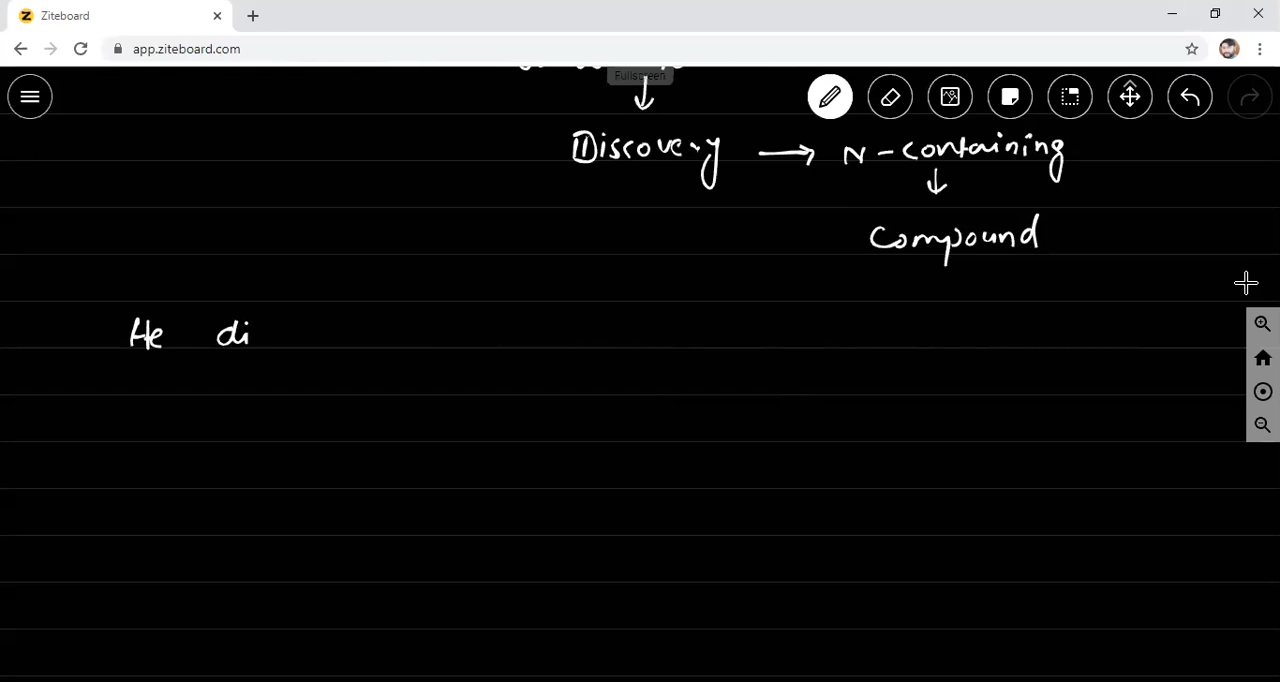 Ziteboard
app.ziteboard.com
Fullscreen
Discovery → N-containing
↓
Compound
He di